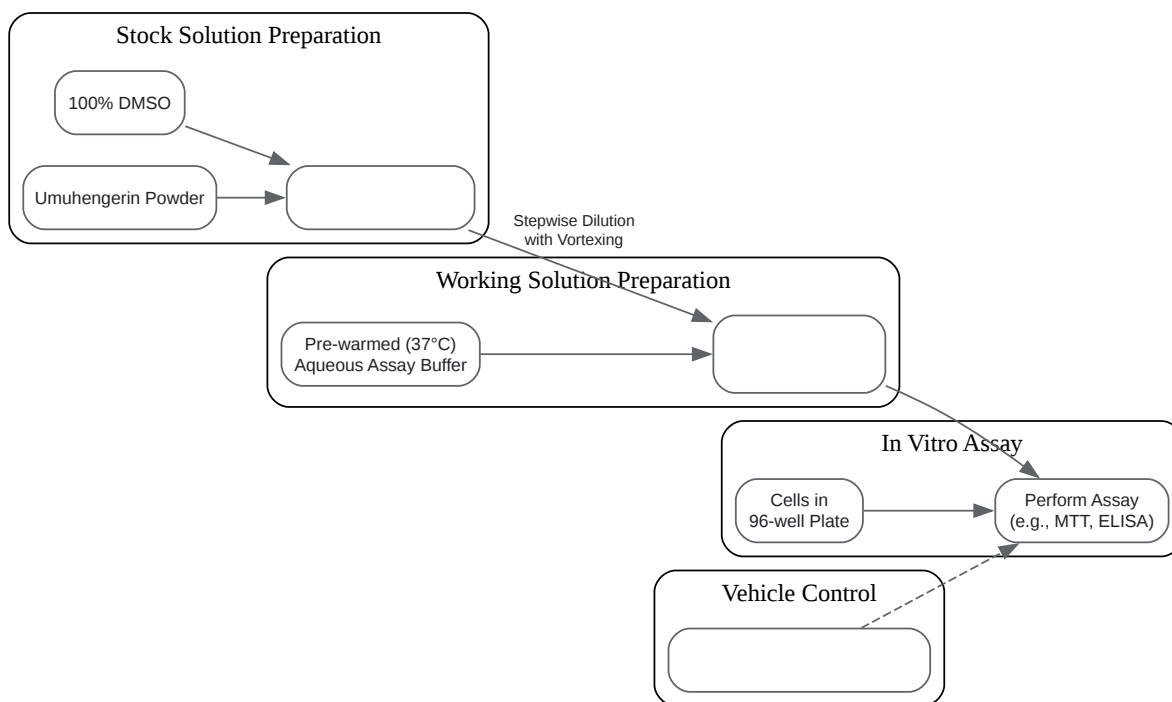 Stock Solution Preparation
100% DMSO
Umuhengerin Powder
Stepwise Dilution
with Vortexing
Working Solution Preparation
Pre-warmed (37°C)
Aqueous Assay Buffer
In Vitro Assay
Cells in
96-well Plate
Perform Assay
(e.g., MTT, ELISA)
Vehicle Control